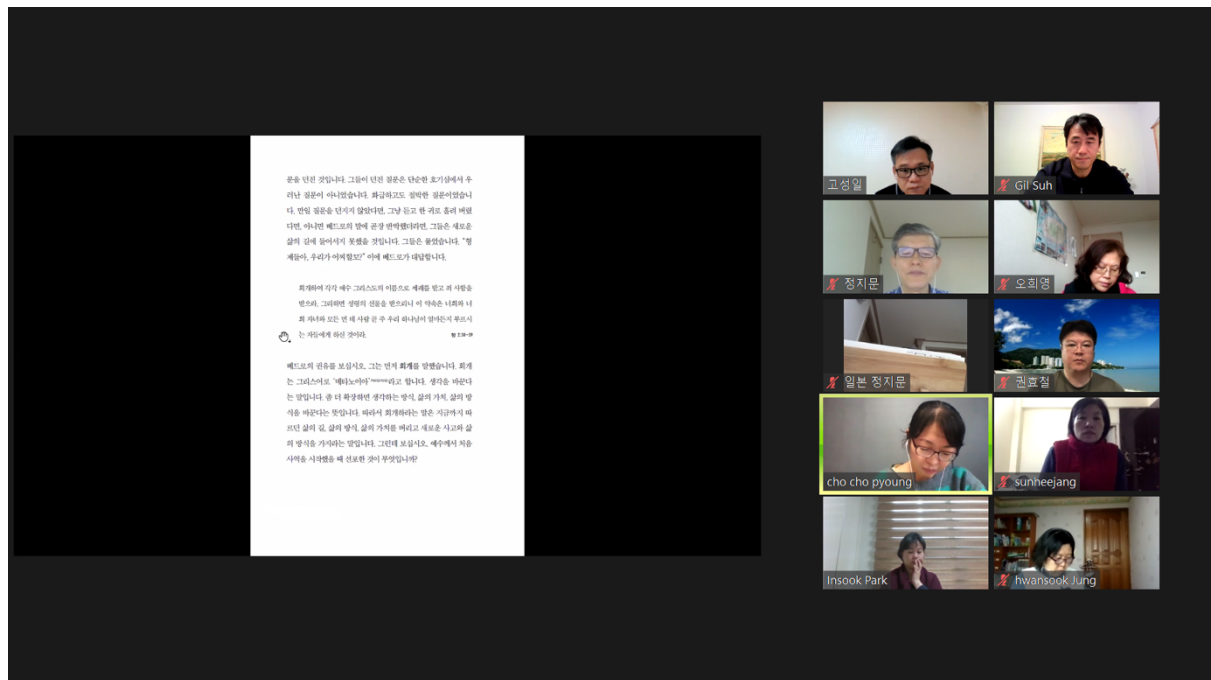 문을 던진 것입니다. 그들이 던진 질문은 단순한 호기심에서 우
러난 질문이 아니었습니다. 화급하고도 절박한 질문이었습니
다. 만일 질문을 던지지 않았다면, 그냥 듣고 한 귀로 흘려 버렸
다면, 아니면 베드로의 말에 곧장 반박했더라면, 그들은 새로운
삶의 길에 들어서지 못했을 것입니다. 그들은 물었습니다. "형
제들아, 우리가 어찌할꼬?" 이에 베드로가 대답합니다.
회개하여 각각 예수 그리스도의 이름으로 세례를 받고 죄 사함을
받으라. 그리하면 성령의 선물을 받으리니 이 약속은 너희와 너
희 자녀와 모든 먼 데 사람 곧 주 우리 하나님이 얼마든지 부르시
는 자들에게 하신 것이라. 행 2:38-39
베드로의 권유를 보십시오. 그는 먼저 회개를 말했습니다. 회개
는 그리스어로 '메타노이아'라고 합니다. 생각을 바꾼다
는 말입니다. 좀 더 확장하면 생각하는 방식, 삶의 가치, 삶의 방
식을 바꾼다는 뜻입니다. 따라서 회개하라는 말은 지금까지 따
르던 삶의 길, 삶의 방식, 삶의 가치를 버리고 새로운 사고와 삶
의 방식을 가지라는 말입니다. 그런데 보십시오. 예수께서 처음
사역을 시작했을 때 선포한 것이 무엇입니까?
고성일
Gil Suh
정지문
오희영
일본 정지문
권효철
cho cho pyoung
sunheejang
Insook Park
hwansook Jung